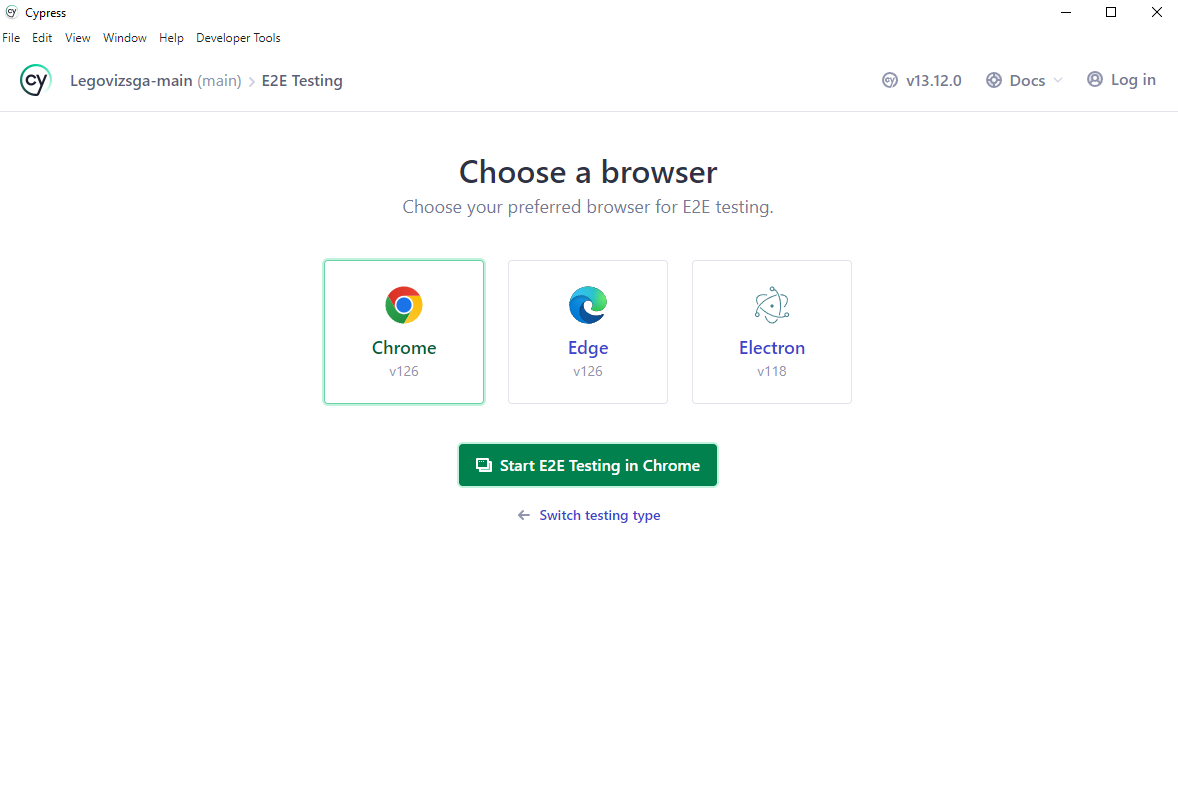 cy Cypress
File Edit View Window Help Developer Tools
cy Legovizsga-main (main) > E2E Testing cy v13.12.0 Docs Log in
Choose a browser
Choose your preferred browser for E2E testing.
Chrome Edge Electron
v126 v126 v118
Start E2E Testing in Chrome
← Switch testing type